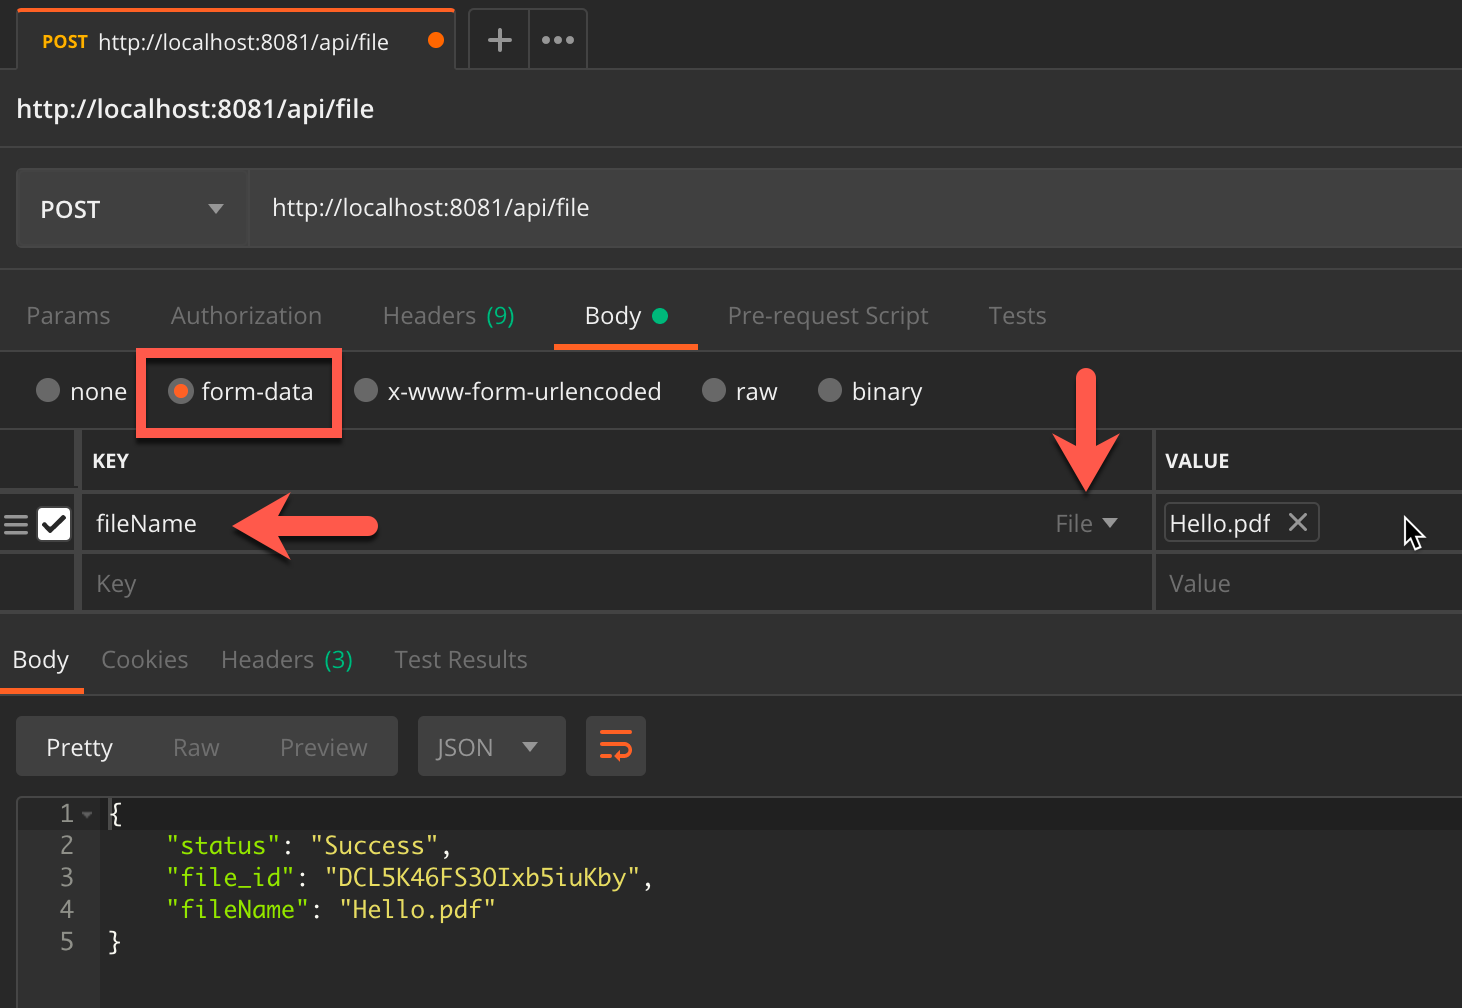 POST http://localhost:8081/api/file
http://localhost:8081/api/file
POST http://localhost:8081/api/file
Params Authorization Headers (9) Body Pre-request Script Tests
none form-data x-www-form-urlencoded raw binary
KEY VALUE
fileName File Hello.pdf
Key Value
Body Cookies Headers (3) Test Results
Pretty Raw Preview JSON
1 {
2 "status": "Success",
3 "file_id": "DCL5K46FS3OIxb5iuKby",
4 "fileName": "Hello.pdf"
5 }